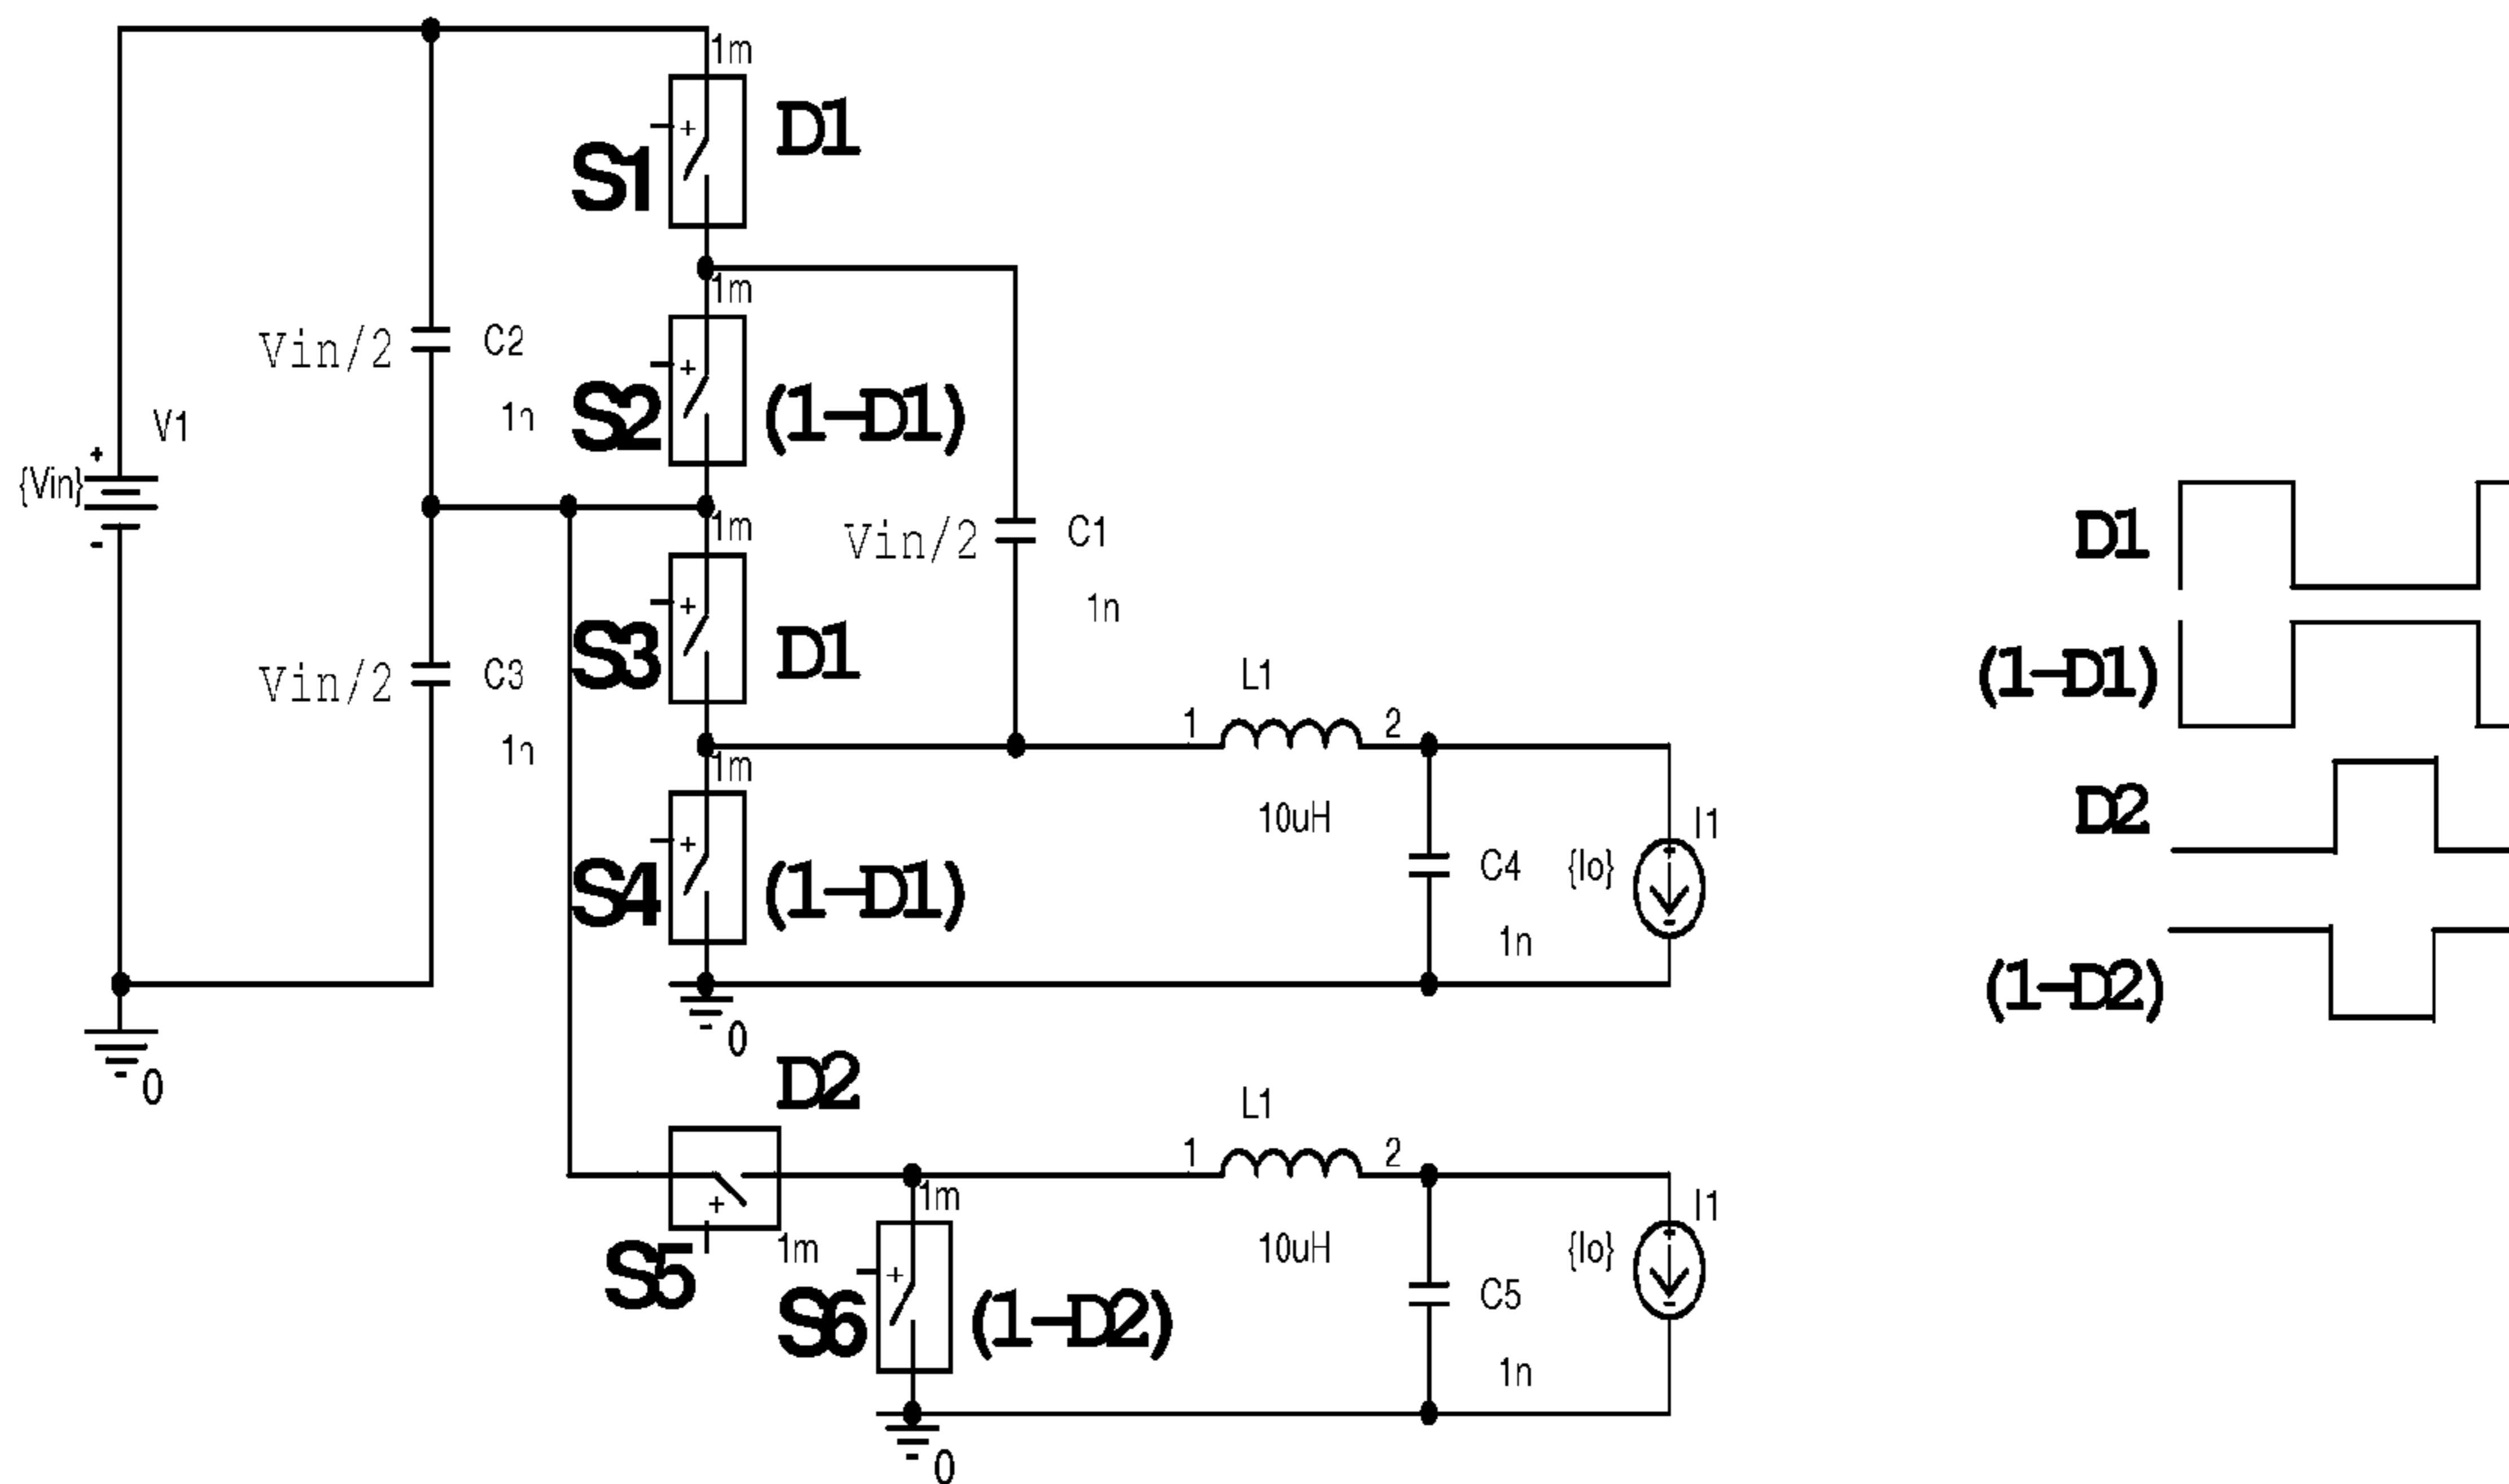 1m
D1
S1
1m
Vin/2
C2
1n
S2
(1-D1)
V1
+
{Vin}
-
1m
Vin/2
C1
1n
D1
(1-D1)
S3
D1
Vin/2
C3
1n
L1
1
2
10uH
1m
D2
I1
{Io}
C4
1n
S4
(1-D1)
(1-D2)
0
0
D2
L1
1
2
10uH
1m
1m
S5
I1
{Io}
C5
1n
S6
(1-D2)
0